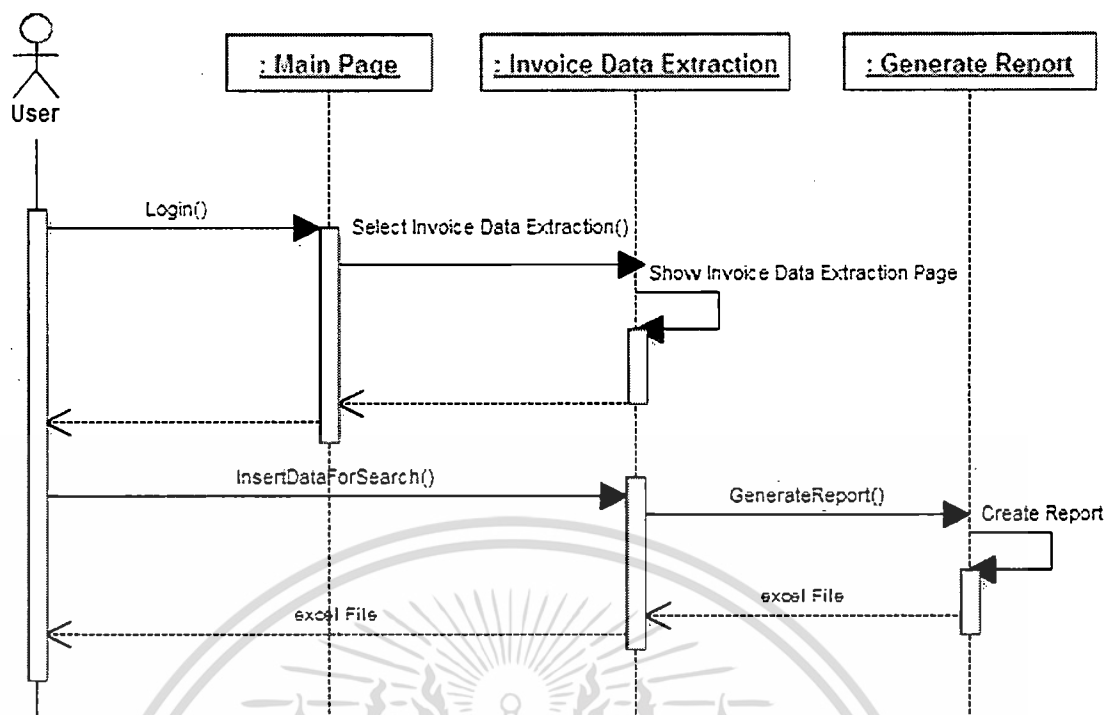 : Main Page
: Invoice Data Extraction
: Generate Report
User
Login()
Select Invoice Data Extraction()
Show Invoice Data Extraction Page
InsertDataForSearch()
GenerateReport()
Create Report
excel File
excel File